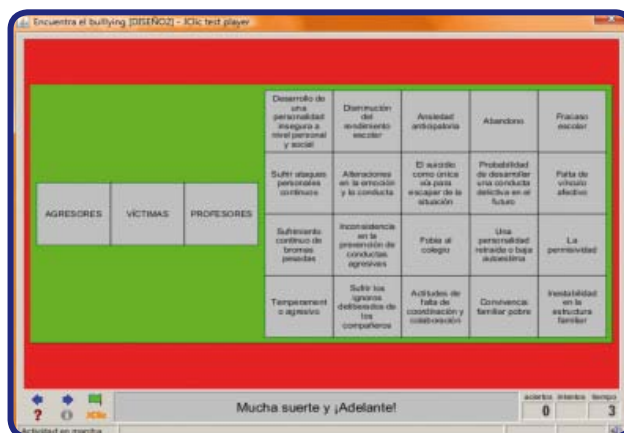 Encuentra el bulllying [DISEÑO2] - JClic test player
AGRESORES
VÍCTIMAS
PROFESORES
Desarrollo de
una
personalidad
insegura a
nivel personal
y social
Disminución
del
rendimiento
escolar
Ansiedad
anticipatoria
Abandono
Fracaso
escolar
Sufrir ataques
personales
continuos
Alteraciones
en la emoción
y la conducta
El suicidio
como única
vía para
escapar de la
situación
Probabilidad
de desarrollar
una conducta
delictiva en el
futuro
Falta de
vínculo
afectivo
Sufrimiento
continuo de
bromas
pesadas
Inconsistencia
en la
prevención de
conductas
agresivas
Fobia al
colegio
Una
personalidad
retraída o baja
autoestima
La
permisividad
Temperament
o agresivo
Sufrir los
ignoros
deliberados de
los
compañeros
Actitudes de
falta de
coordinación y
colaboración
Convivencia
familiar pobre
Inestabilidad
en la
estructura
familiar
JClic
Mucha suerte y ¡Adelante!
aciertos intentos tiempo
0 3
Actividad en marcha